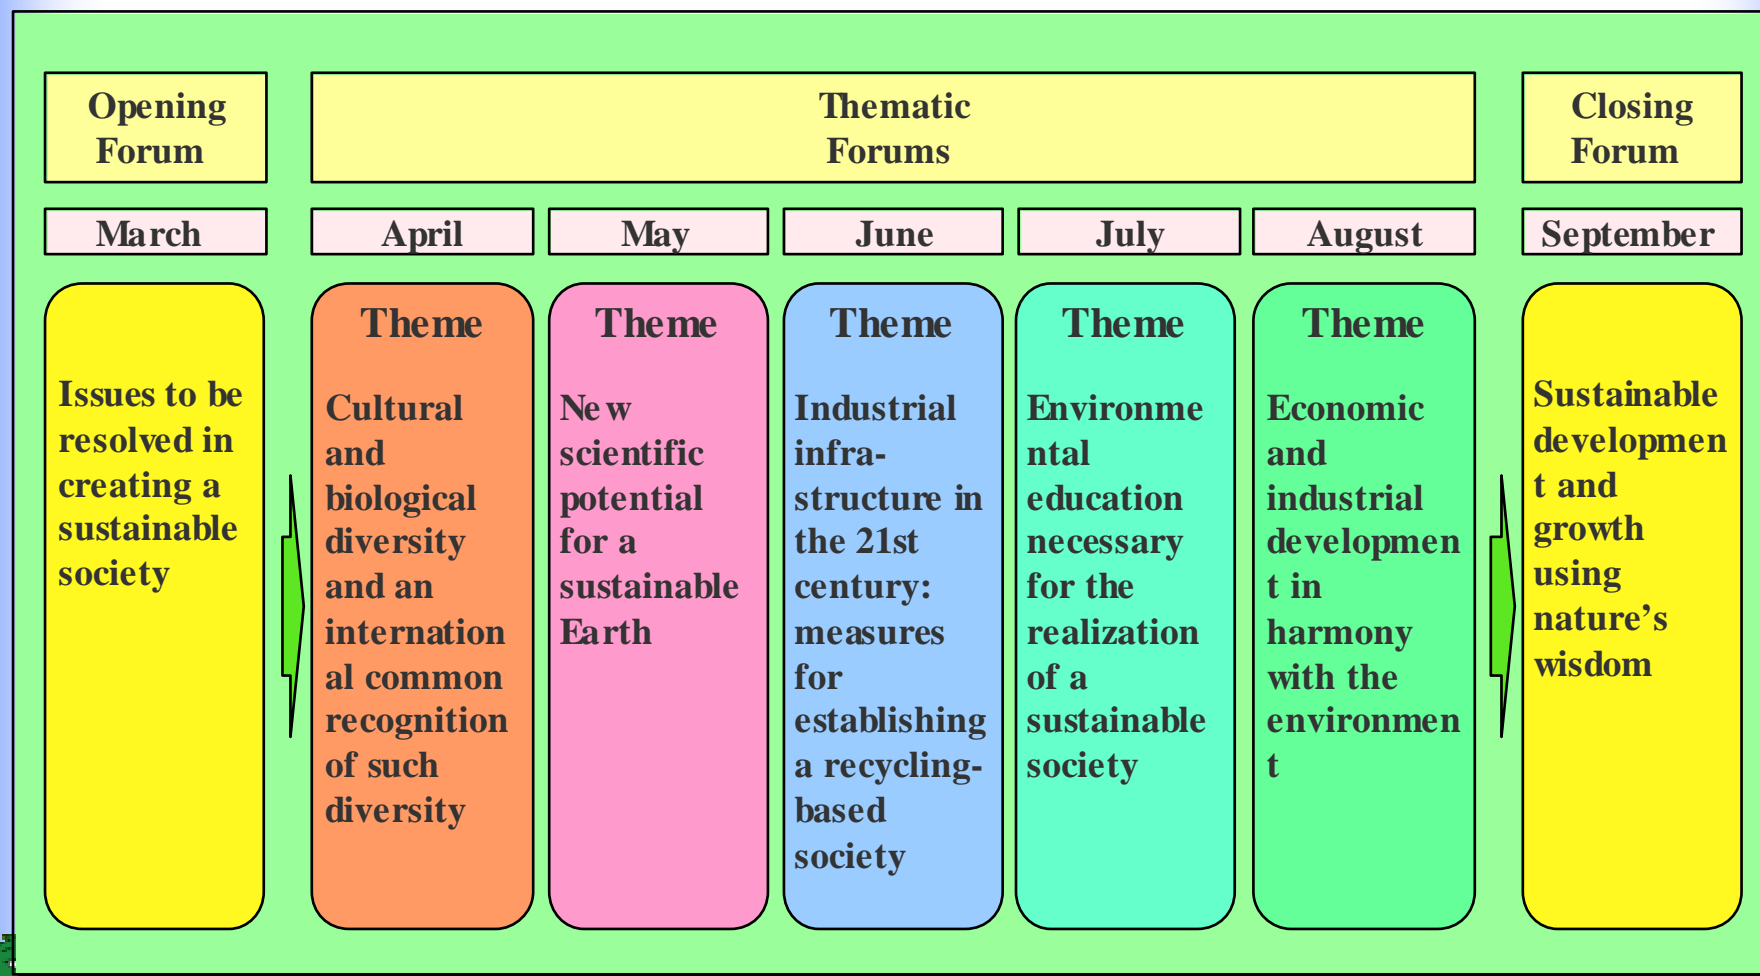 Opening
Forum
Thematic
Forums
Closing
Forum
March
April
May
June
July
August
September
Issues to be
resolved in
creating a
sustainable
society
Theme
Cultural
and
biological
diversity
and an
internation
al common
recognition
of such
diversity
Theme
New
scientific
potential
for a
sustainable
Earth
Theme
Industrial
infra-
structure in
the 21st
century:
measures
for
establishing
a recycling-
based
society
Theme
Environme
ntal
education
necessary
for the
realization
of a
sustainable
society
Theme
Economic
and
industrial
developmen
t in
harmony
with the
environmen
t
Sustainable
developmen
t and
growth
using
nature’s
wisdom